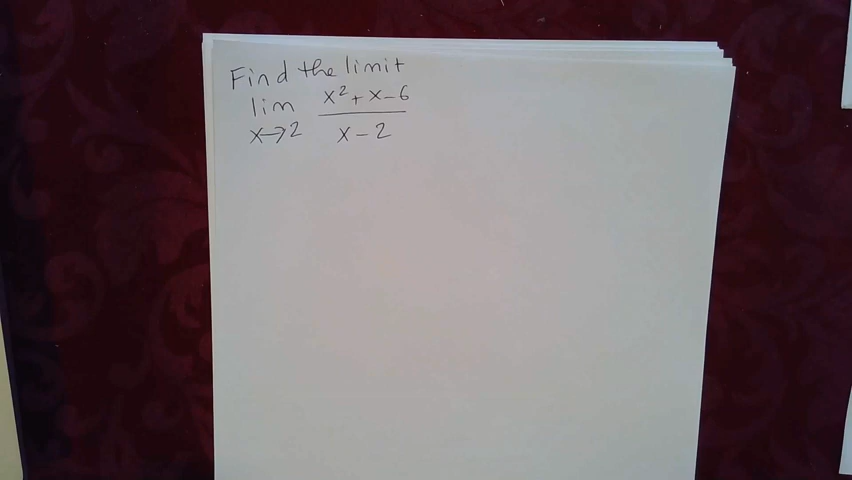 Find the limit
lim x²+x-6
x→2 x-2